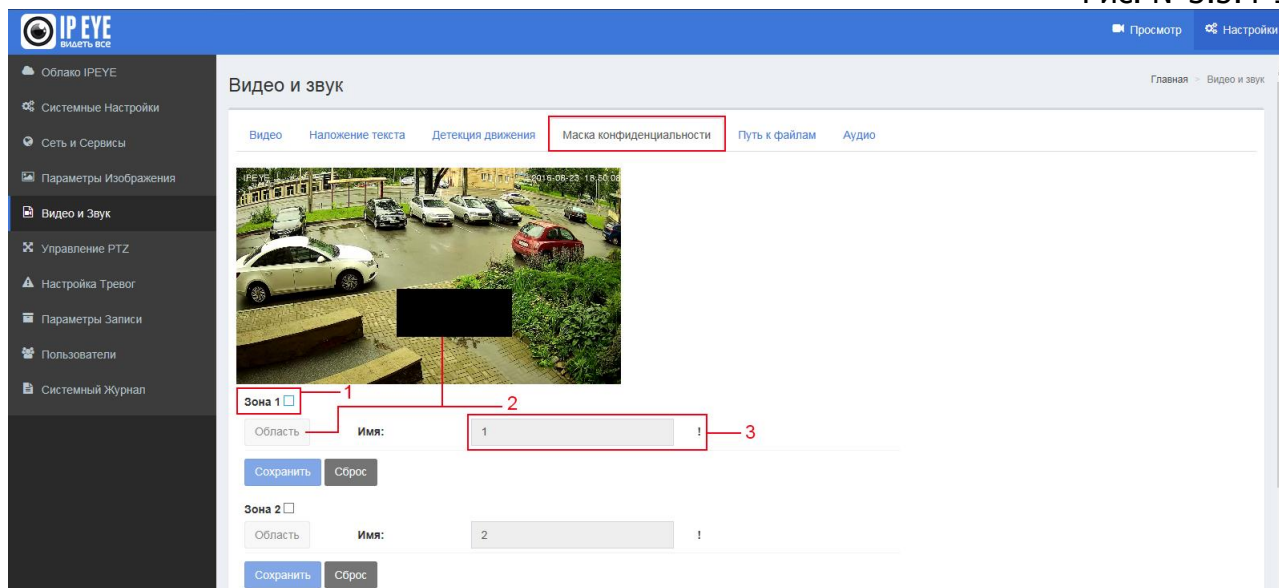 IP EYE
видеть все
Просмотр
Настройки
Облако IPEYE
Системные Настройки
Сеть и Сервисы
Параметры Изображения
Видео и Звук
Управление PTZ
Настройка Тревог
Параметры Записи
Пользователи
Системный Журнал
Видео и звук
Главная > Видео и звук
Видео
Наложение текста
Детекция движения
Маска конфиденциальности
Путь к файлам
Аудио
IPEYE
2016-08-23 18:50:08
Зона 1
1
2
Область
Имя:
1
!
3
Сохранить
Сброс
Зона 2
Область
Имя:
2
!
Сохранить
Сброс